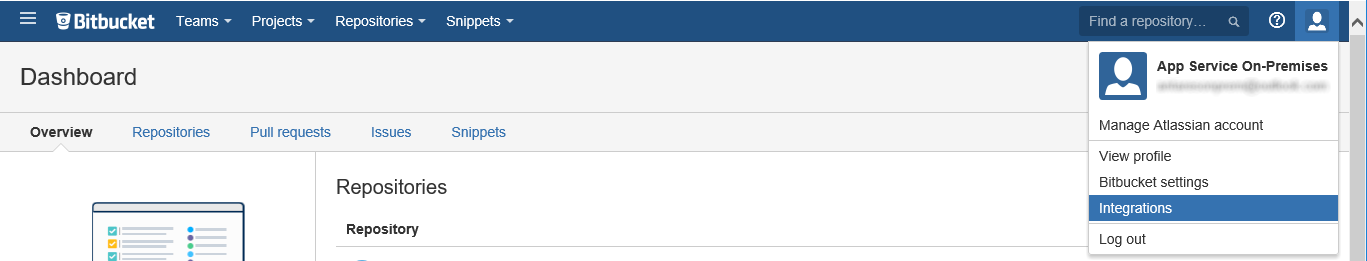 Bitbucket Teams Projects Repositories Snippets Find a repository...
App Service On-Premises
Dashboard
Manage Atlassian account
Overview Repositories Pull requests Issues Snippets
View profile
Bitbucket settings
Repositories
Integrations
Repository
Log out